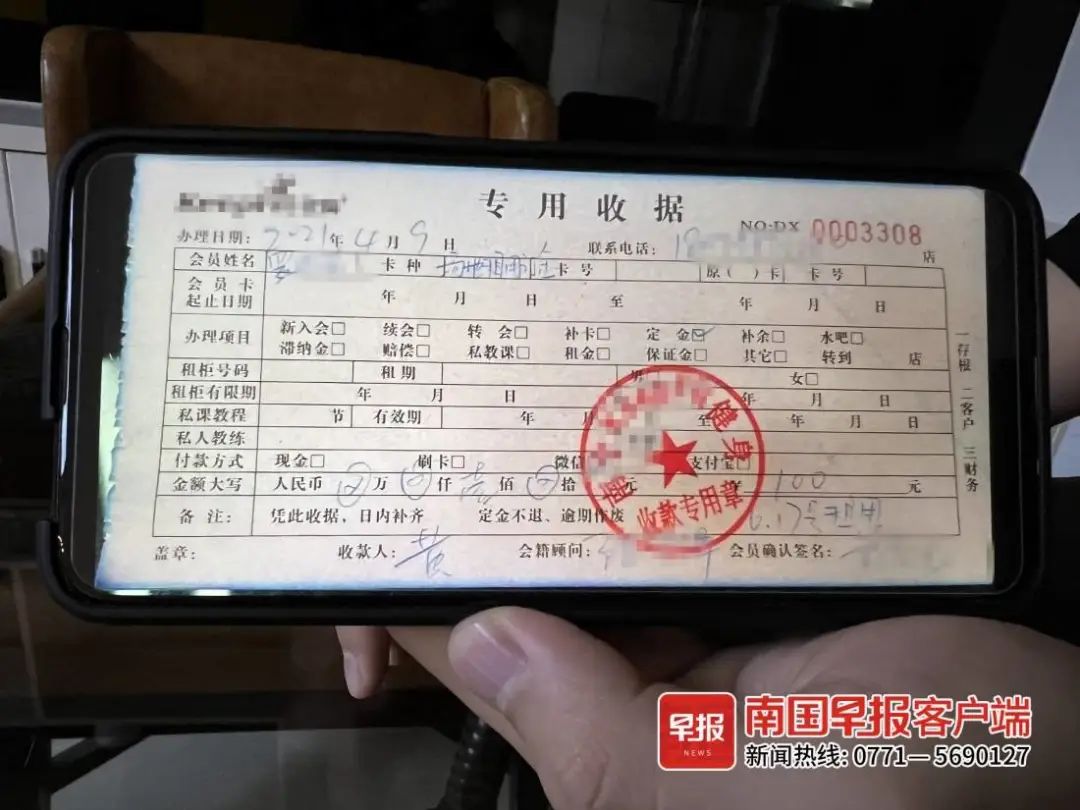 专用收据
NO:DX 0003308
办理日期: 2021年4月9日 联系电话: 18 店
会员姓名 卡种 卡号 原( )卡 卡号
会员卡起止日期 年 月 日 至 年 月 日
办理项目 新入会□ 续会□ 转会□ 补卡□ 定金☑ 补余□ 水吧□
滞纳金□ 赔偿□ 私教课□ 租金□ 保证金□ 其它□ 转到 店
租柜号码 租期 男 女□
租柜有限期 年 月 日 年 月 日
私课教程 节 有效期 年 月 至 年 月 日
私人教练
付款方式 现金□ 刷卡□ 微信 支付宝□
金额大写 人民币 万 仟 壹佰 拾 元 100 元
备注: 凭此收据,日内补齐 定金不退、逾期作废
盖章: 收款人: 黄 会籍顾问: 会员确认签名:
一存根 二客户 三财务
健身
收款专用章
早报
NEWS
南国早报客户端
新闻热线: 0771—5690127